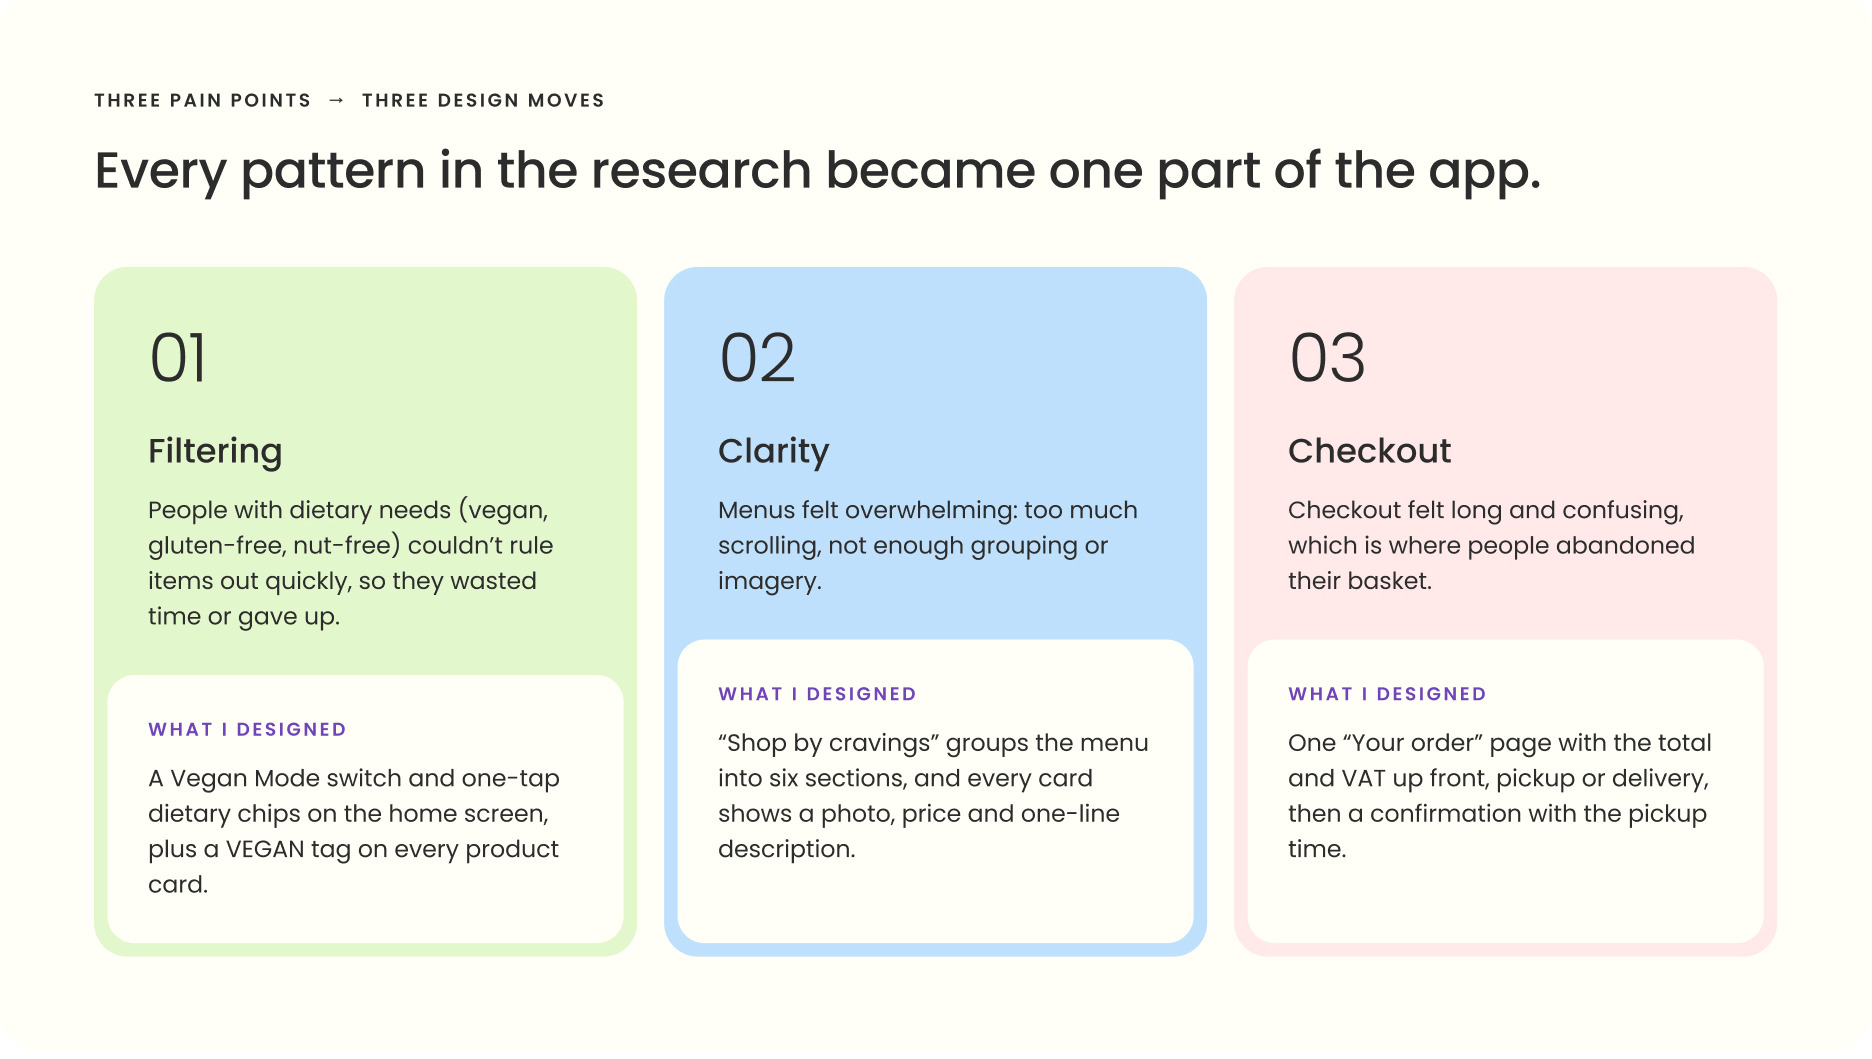 THREE PAIN POINTS → THREE DESIGN MOVES
Every pattern in the research became one part of the app.
01
Filtering
People with dietary needs (vegan,
gluten-free, nut-free) couldn’t rule
items out quickly, so they wasted
time or gave up.
WHAT I DESIGNED
A Vegan Mode switch and one-tap
dietary chips on the home screen,
plus a VEGAN tag on every product
card.
02
Clarity
Menus felt overwhelming: too much
scrolling, not enough grouping or
imagery.
WHAT I DESIGNED
“Shop by cravings” groups the menu
into six sections, and every card
shows a photo, price and one-line
description.
03
Checkout
Checkout felt long and confusing,
which is where people abandoned
their basket.
WHAT I DESIGNED
One “Your order” page with the total
and VAT up front, pickup or delivery,
then a confirmation with the pickup
time.